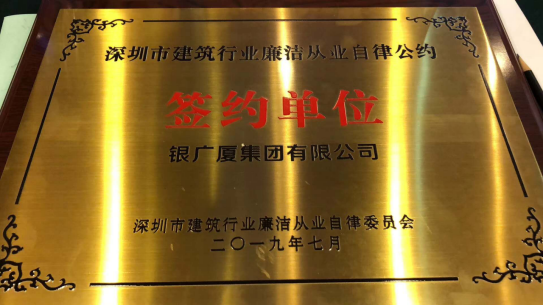 深圳市建筑行业廉洁从业自律公约
签约单位
银广厦集团有限公司
深圳市建筑行业廉洁从业自律委员会
二〇一九年七月